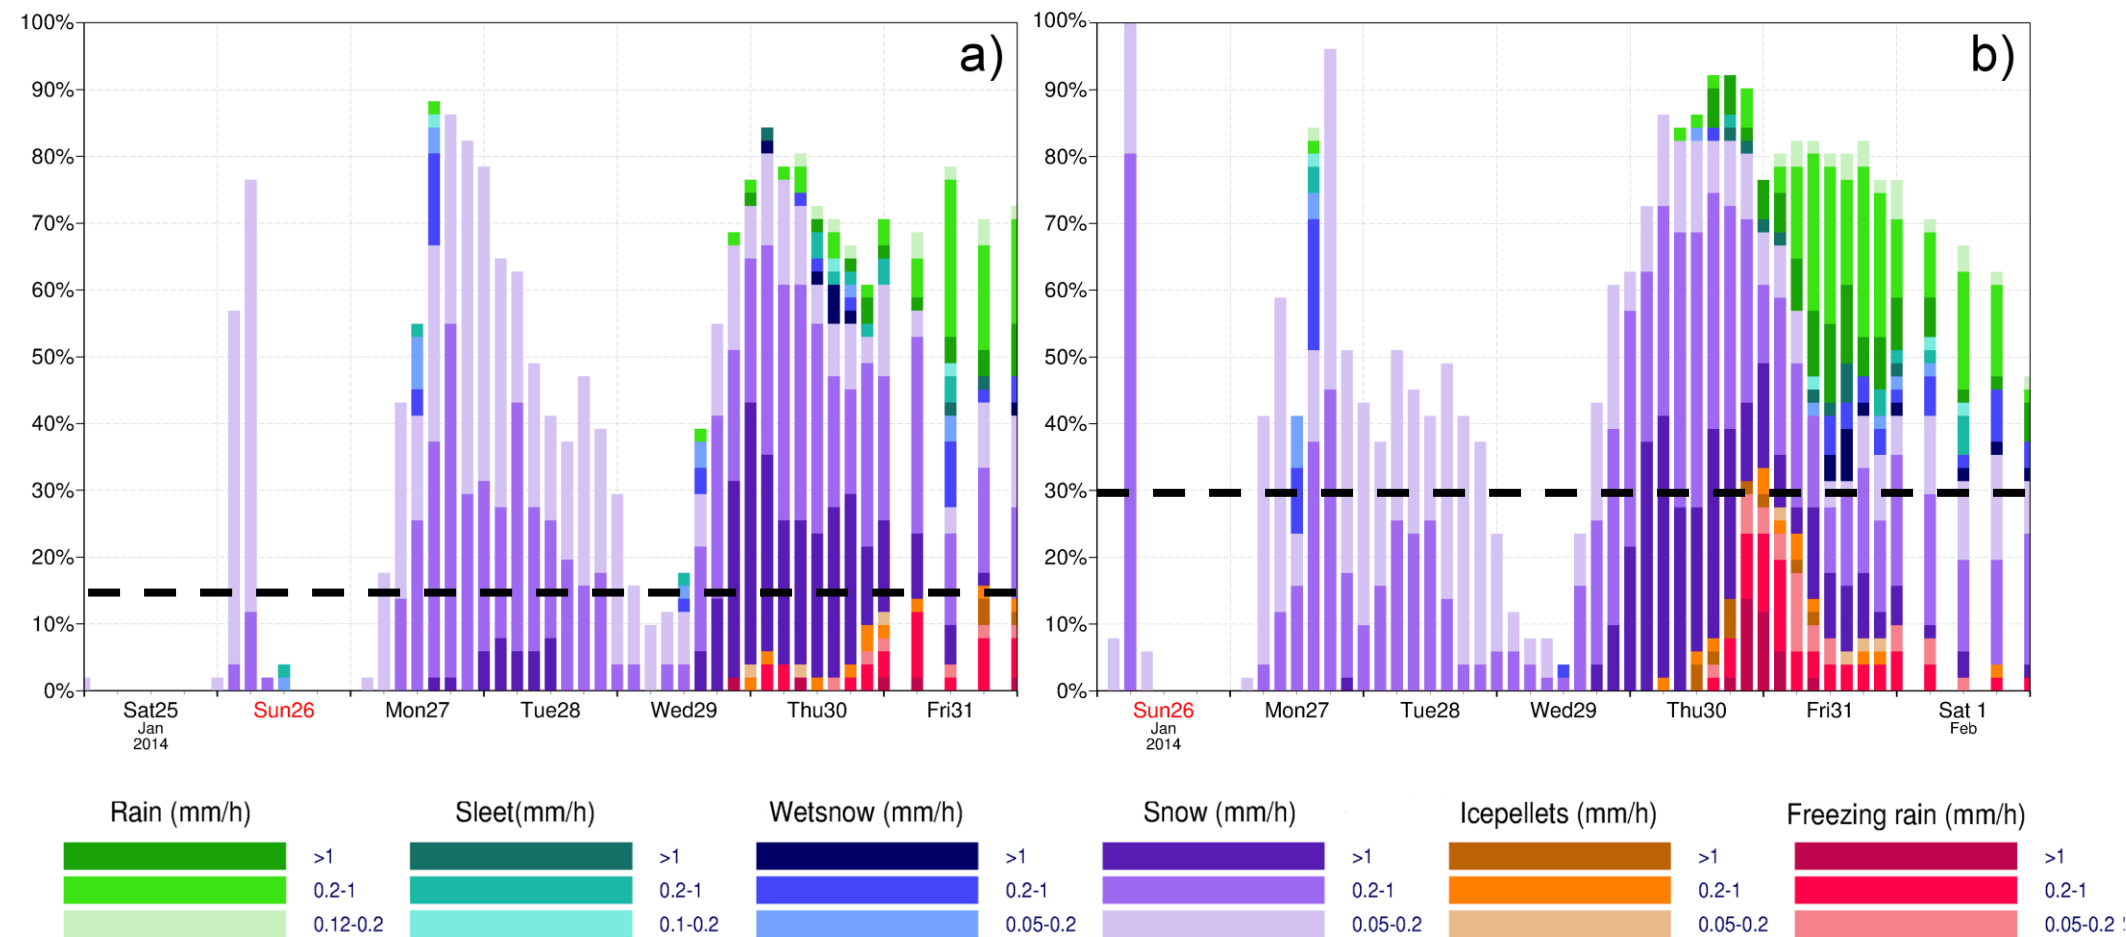 100%
90%
80%
70%
60%
50%
40%
30%
20%
10%
0%
a)
Sat25
Jan
2014
Sun26
Mon27
Tue28
Wed29
Thu30
Fri31
100%
90%
80%
70%
60%
50%
40%
30%
20%
10%
0%
b)
Sun26
Jan
2014
Mon27
Tue28
Wed29
Thu30
Fri31
Sat 1
Feb
Rain (mm/h)
>1
0.2-1
0.12-0.2
Sleet(mm/h)
>1
0.2-1
0.1-0.2
Wetsnow (mm/h)
>1
0.2-1
0.05-0.2
Snow (mm/h)
>1
0.2-1
0.05-0.2
Icepellets (mm/h)
>1
0.2-1
0.05-0.2
Freezing rain (mm/h)
>1
0.2-1
0.05-0.2